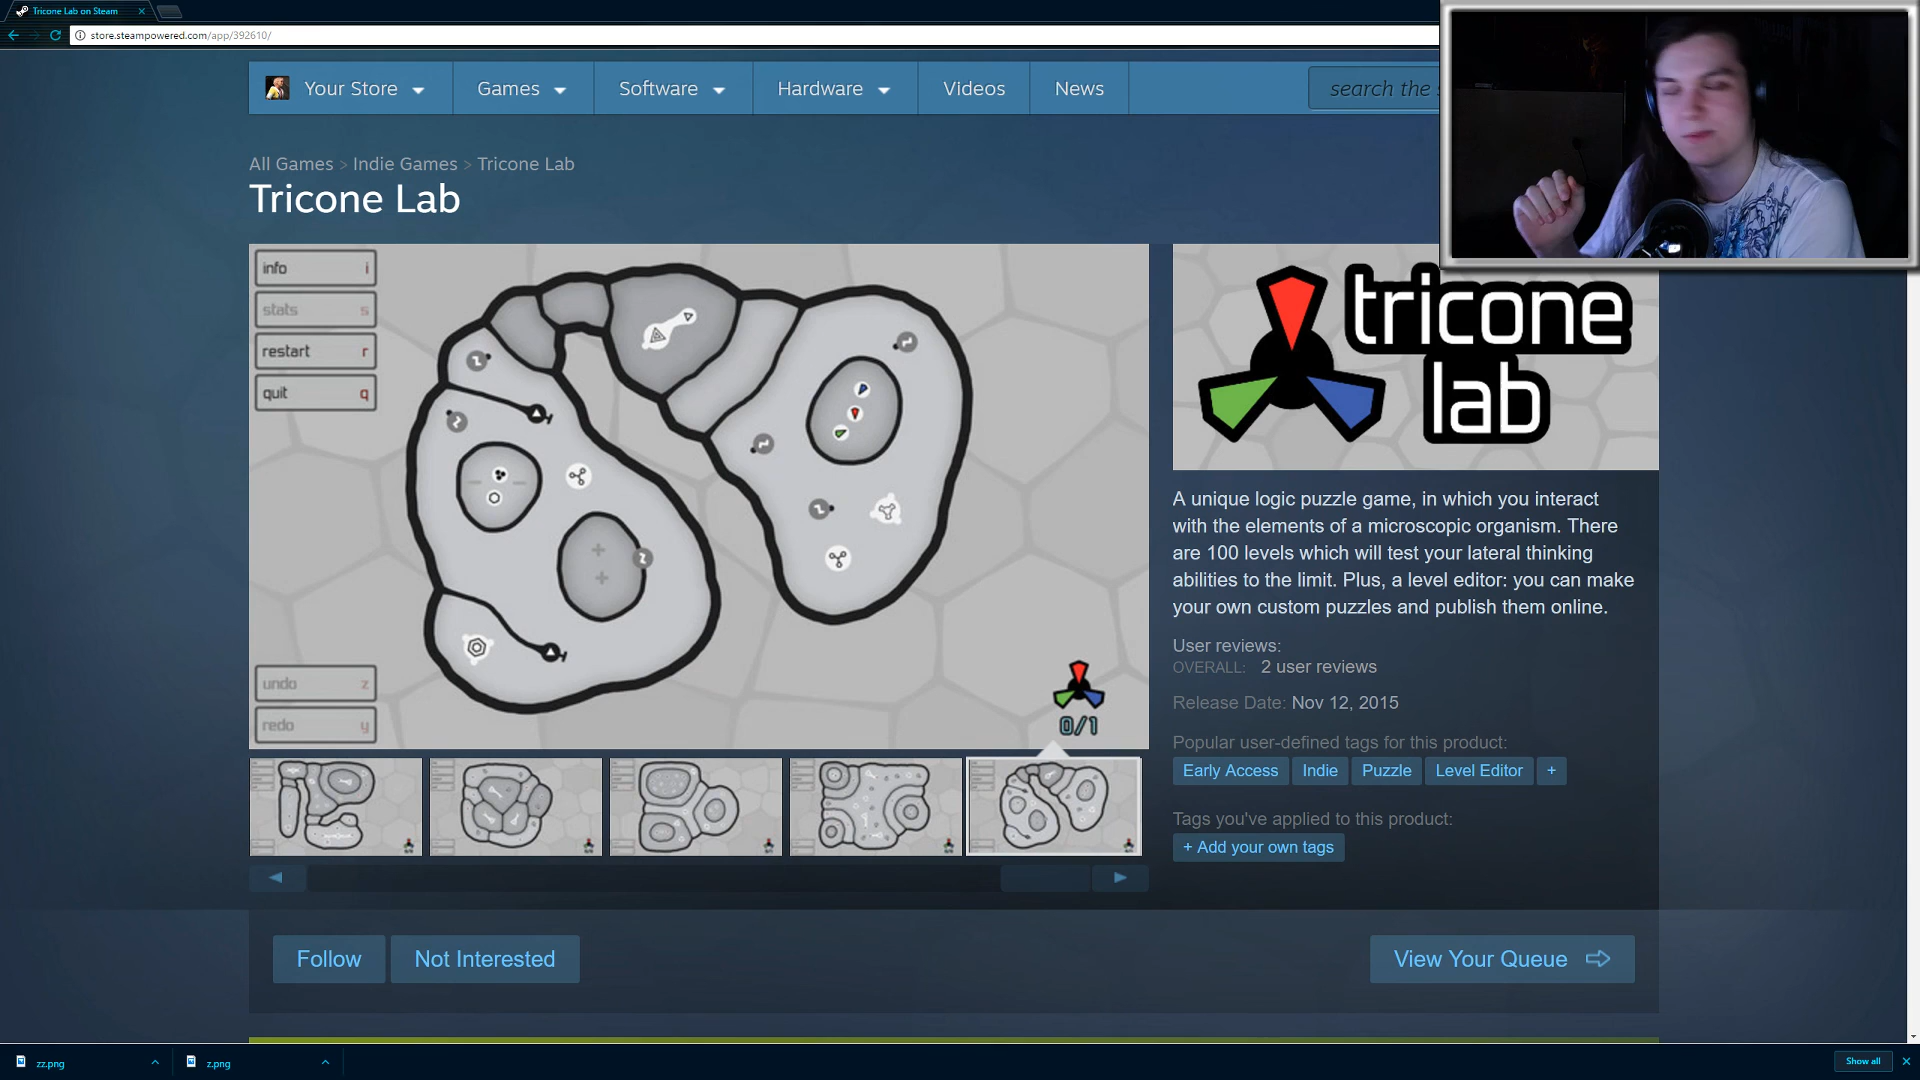 Tricone Lab on Steam
store.steampowered.com/app/392610/
Your Store
Games
Software
Hardware
Videos
News
search the
All Games > Indie Games > Tricone Lab
Tricone Lab
info i
stats s
restart r
quit q
undo z
redo y
0/1
tricone
lab
A unique logic puzzle game, in which you interact
with the elements of a microscopic organism. There
are 100 levels which will test your lateral thinking
abilities to the limit. Plus, a level editor: you can make
your own custom puzzles and publish them online.
User reviews:
OVERALL: 2 user reviews
Release Date: Nov 12, 2015
Popular user-defined tags for this product:
Early Access Indie Puzzle Level Editor +
Tags you've applied to this product:
+ Add your own tags
Follow
Not Interested
View Your Queue
zz.png
z.png
Show all